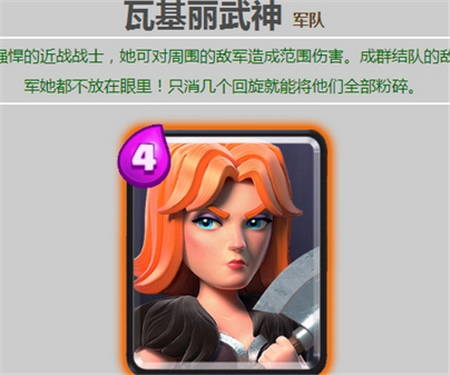 瓦基丽武神 军队
强悍的近战战士，她可对周围的敌军造成范围伤害。成群结队的敌
军她都不放在眼里！只消几个回旋就能将他们全部粉碎。
4